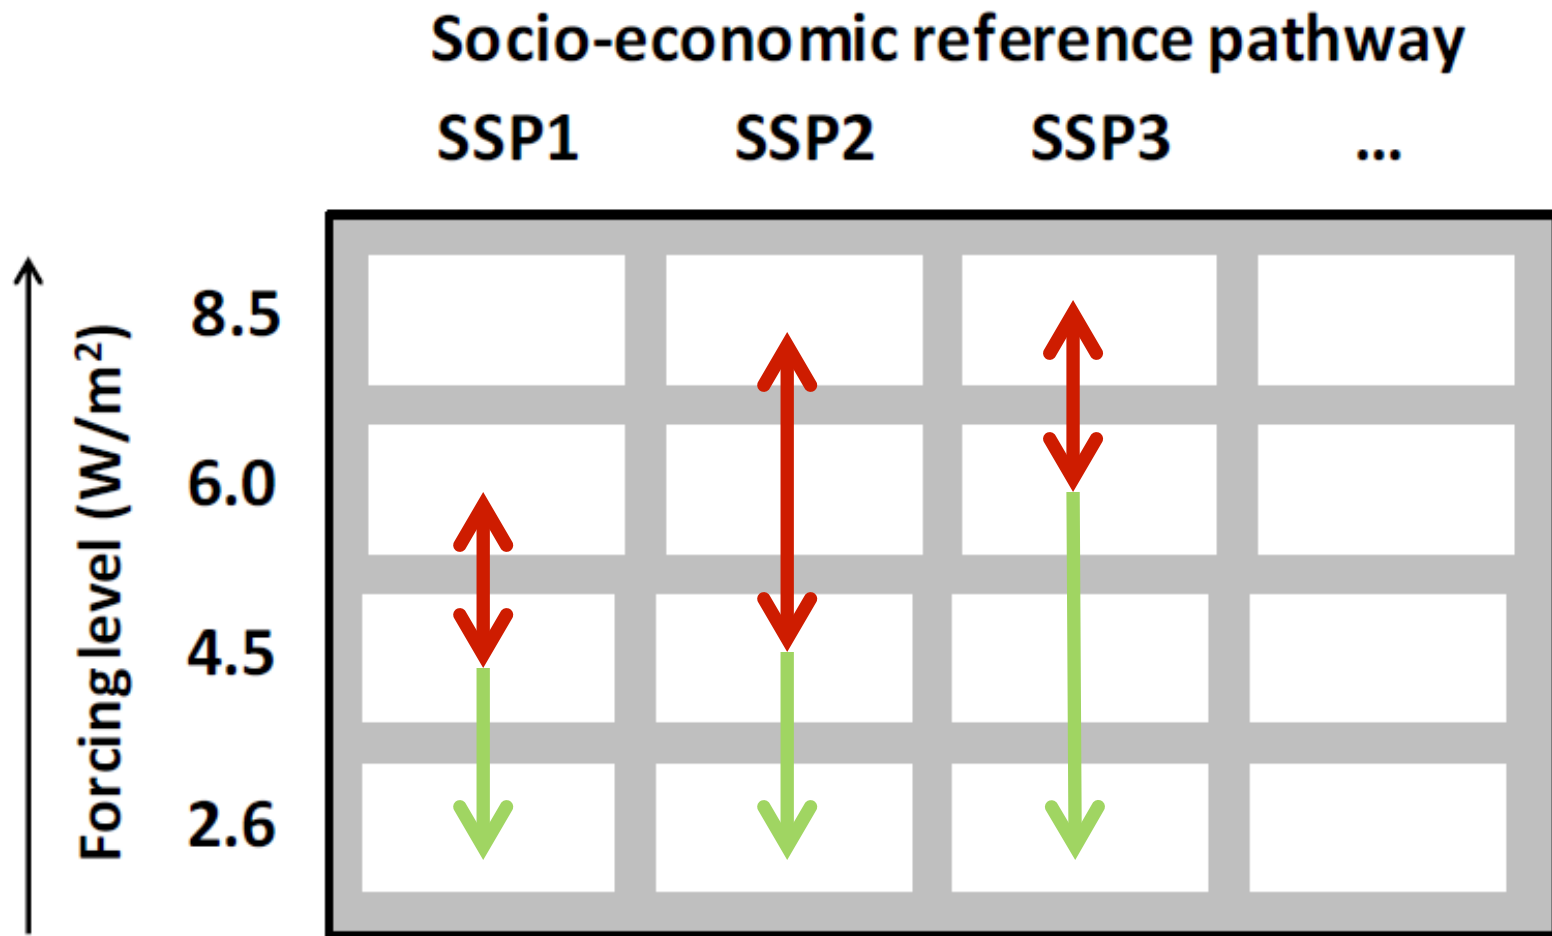 Socio-economic reference pathway
SSP1 SSP2 SSP3 ...
Forcing level (W/m²)
8.5
6.0
4.5
2.6